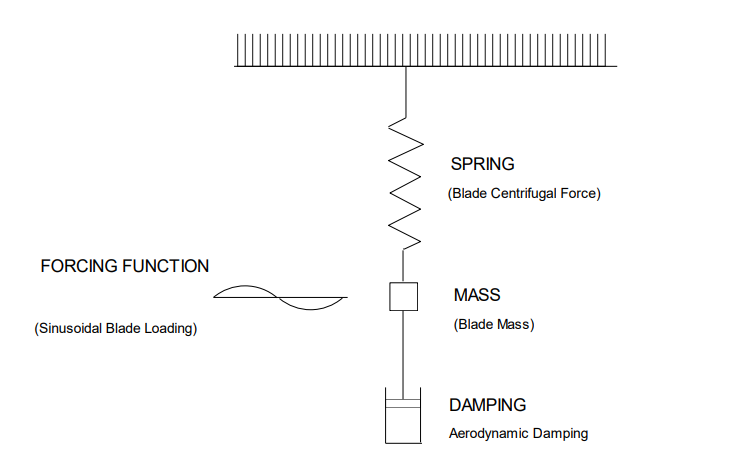 SPRING
(Blade Centrifugal Force)
FORCING FUNCTION
(Sinusoidal Blade Loading)
MASS
(Blade Mass)
DAMPING
Aerodynamic Damping